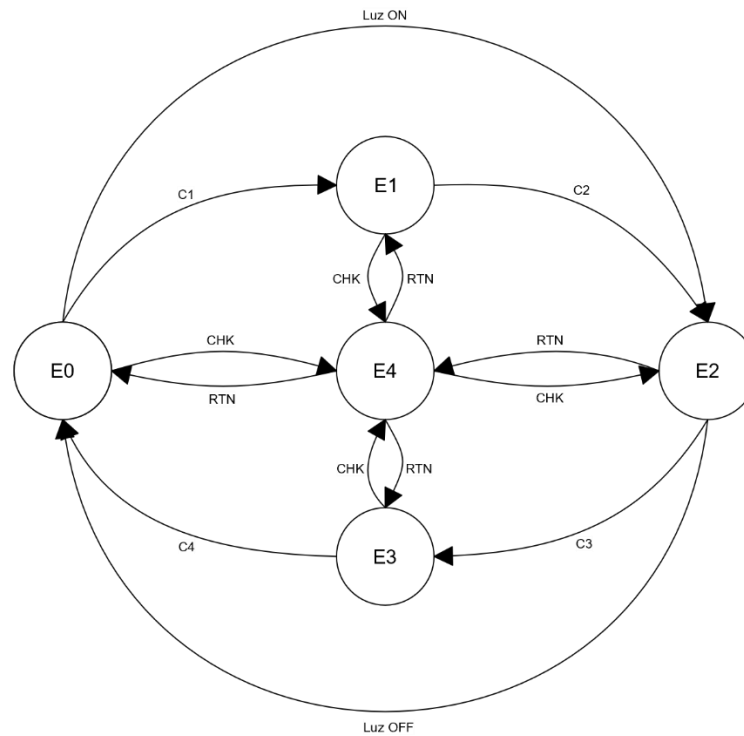 Luz ON
E1
C1
C2
CHK
RTN
CHK
RTN
E0
E4
E2
RTN
CHK
CHK
RTN
E3
C4
C3
Luz OFF